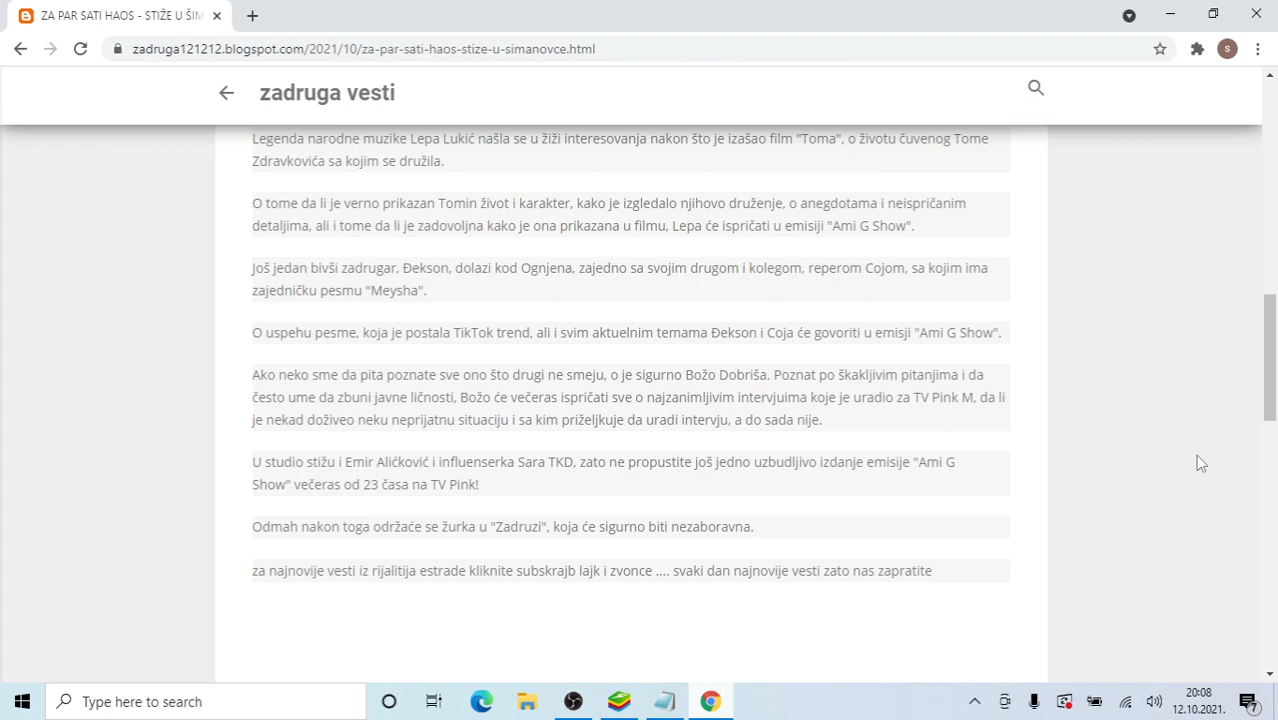 ZA PAR SATI HAOS - STIŽE U ŠIM
zadruga121212.blogspot.com/2021/10/za-par-sati-haos-stize-u-simanovce.html
S
zadruga vesti
Legenda narodne muzike Lepa Lukić našla se u žiži interesovanja nakon što je izašao film "Toma", o životu čuvenog Tome
Zdravkovića sa kojim se družila.
O tome da li je verno prikazan Tomin život i karakter, kako je izgledalo njihovo druženje, o anegdotama i neispričanim
detaljima, ali i tome da li je zadovoljna kako je ona prikazana u filmu, Lepa će ispričati u emisiji "Ami G Show".
Još jedan bivši zadrugar, Đekson, dolazi kod Ognjena, zajedno sa svojim drugom i kolegom, reperom Cojom, sa kojim ima
zajedničku pesmu "Meysha".
O uspehu pesme, koja je postala TikTok trend, ali i svim aktuelnim temama Đekson i Coja će govoriti u emisji "Ami G Show".
Ako neko sme da pita poznate sve ono što drugi ne smeju, o je sigurno Božo Dobriša. Poznat po škakljivim pitanjima i da
često ume da zbuni javne ličnosti, Božo će večeras ispričati sve o najzanimljivim intervjuima koje je uradio za TV Pink M, da li
je nekad doživeo neku neprijatnu situaciju i sa kim priželjkuje da uradi intervju, a do sada nije.
U studio stižu i Emir Aličković i influenserka Sara TKD, zato ne propustite još jedno uzbudljivo izdanje emisije "Ami G
Show" večeras od 23 časa na TV Pink!
Odmah nakon toga održaće se žurka u "Zadruzi", koja će sigurno biti nezaboravna.
za najnovije vesti iz rijalitija estrade kliknite subskrajb lajk i zvonce .... svaki dan najnovije vesti zato nas zapratite
Type here to search
20:08
12.10.2021.
7